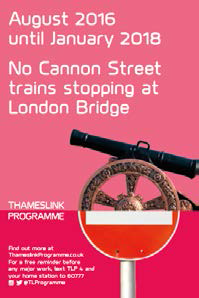 August 2016
until January 2018
No Cannon Street
trains stopping at
London Bridge
THAMESLINK
PROGRAMME
Find out more at
ThameslinkProgramme.co.uk
For a free reminder before
any major work, text TLP 4 and
your home station to 60777
@TLProgramme